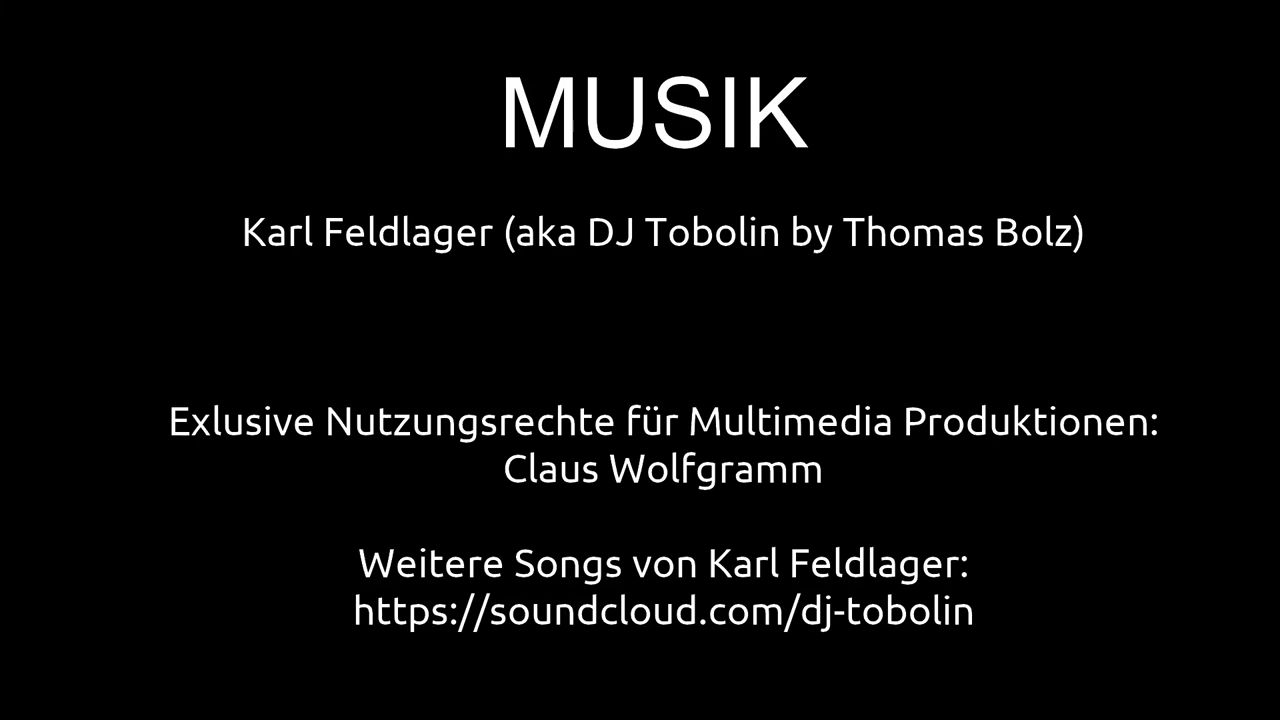 MUSIK
Karl Feldlager (aka DJ Tobolin by Thomas Bolz)
Exlusive Nutzungsrechte für Multimedia Produktionen:
Claus Wolfgramm
Weitere Songs von Karl Feldlager:
https://soundcloud.com/dj-tobolin